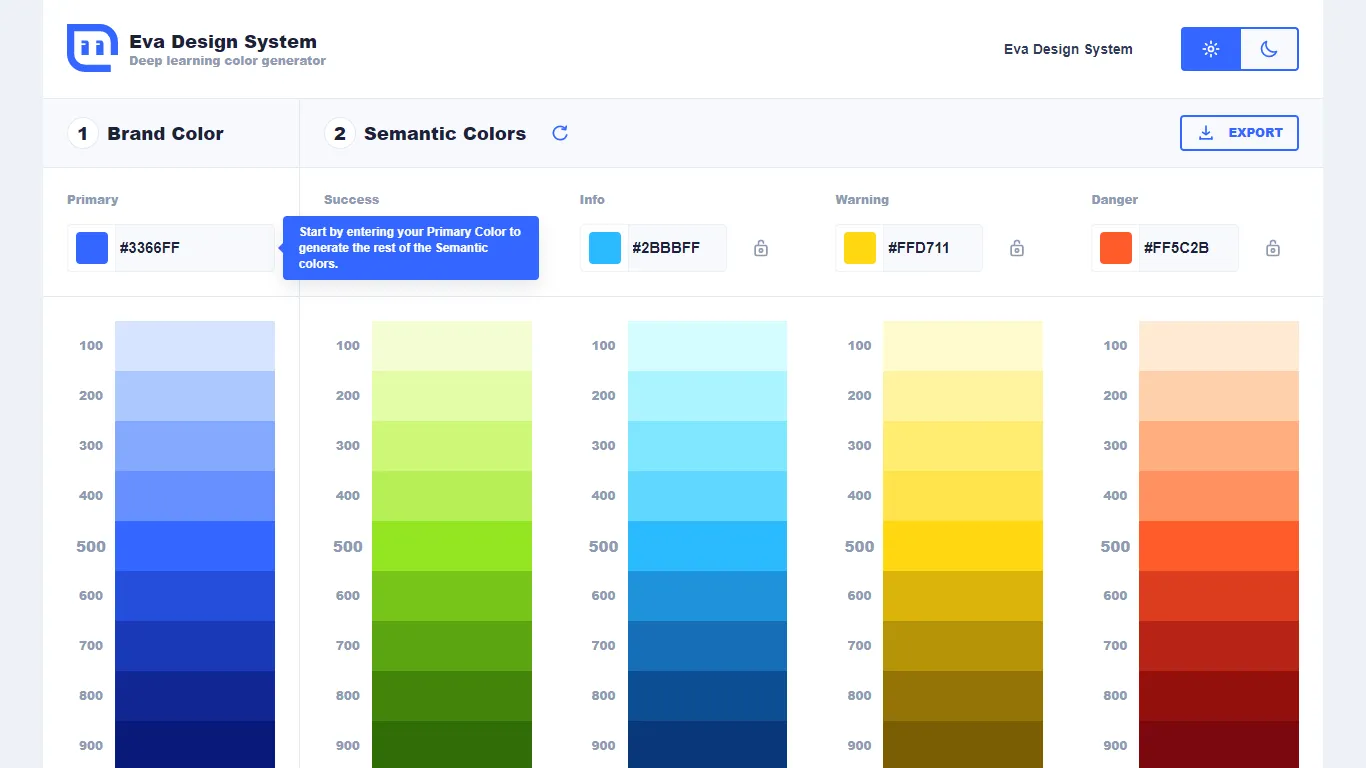 Eva Design System
Deep learning color generator
Eva Design System
1 Brand Color
2 Semantic Colors
EXPORT
Primary
Success
Info
Warning
Danger
#3366FF
Start by entering your Primary Color to
generate the rest of the Semantic
colors.
#2BBBFF
#FFD711
#FF5C2B
100 100 100 100 100
200 200 200 200 200
300 300 300 300 300
400 400 400 400 400
500 500 500 500 500
600 600 600 600 600
700 700 700 700 700
800 800 800 800 800
900 900 900 900 900